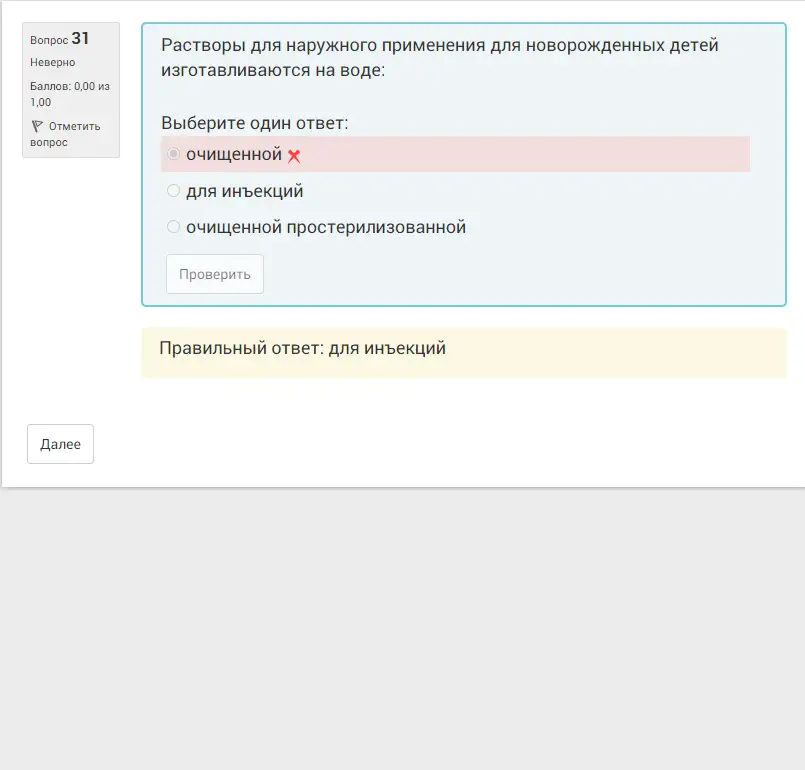 Вопрос 31
Неверно
Баллов: 0,00 из
1,00
Отметить
вопрос
Растворы для наружного применения для новорожденных детей
изготавливаются на воде:
Выберите один ответ:
очищенной
для инъекций
очищенной простерилизованной
Проверить
Правильный ответ: для инъекций
Далее